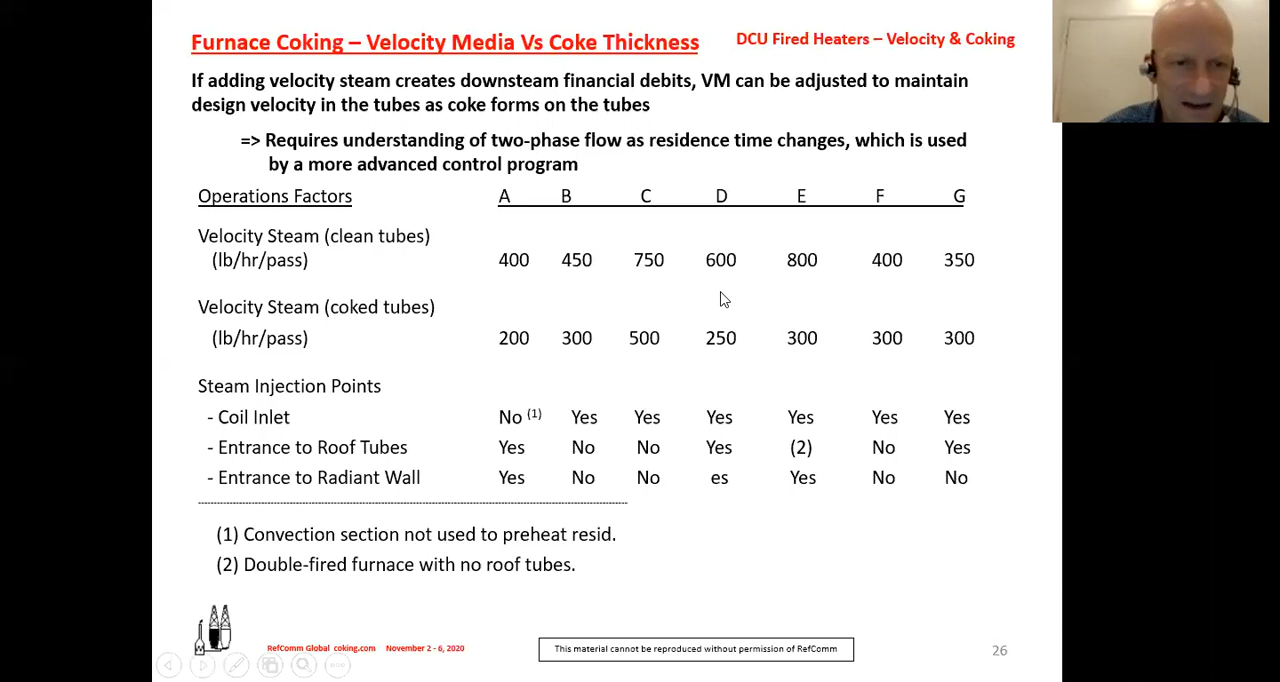 Furnace Coking – Velocity Media Vs Coke Thickness
DCU Fired Heaters – Velocity & Coking
If adding velocity steam creates downsteam financial debits, VM can be adjusted to maintain
design velocity in the tubes as coke forms on the tubes
=> Requires understanding of two-phase flow as residence time changes, which is used
by a more advanced control program
Operations Factors A B C D E F G
Velocity Steam (clean tubes)
(lb/hr/pass) 400 450 750 600 800 400 350
Velocity Steam (coked tubes)
(lb/hr/pass) 200 300 500 250 300 300 300
Steam Injection Points
- Coil Inlet No (1) Yes Yes Yes Yes Yes Yes
- Entrance to Roof Tubes Yes No No Yes (2) No Yes
- Entrance to Radiant Wall Yes No No es Yes No No
(1) Convection section not used to preheat resid.
(2) Double-fired furnace with no roof tubes.
RefComm Global coking.com November 2 - 6, 2020
This material cannot be reproduced without permission of RefComm
26